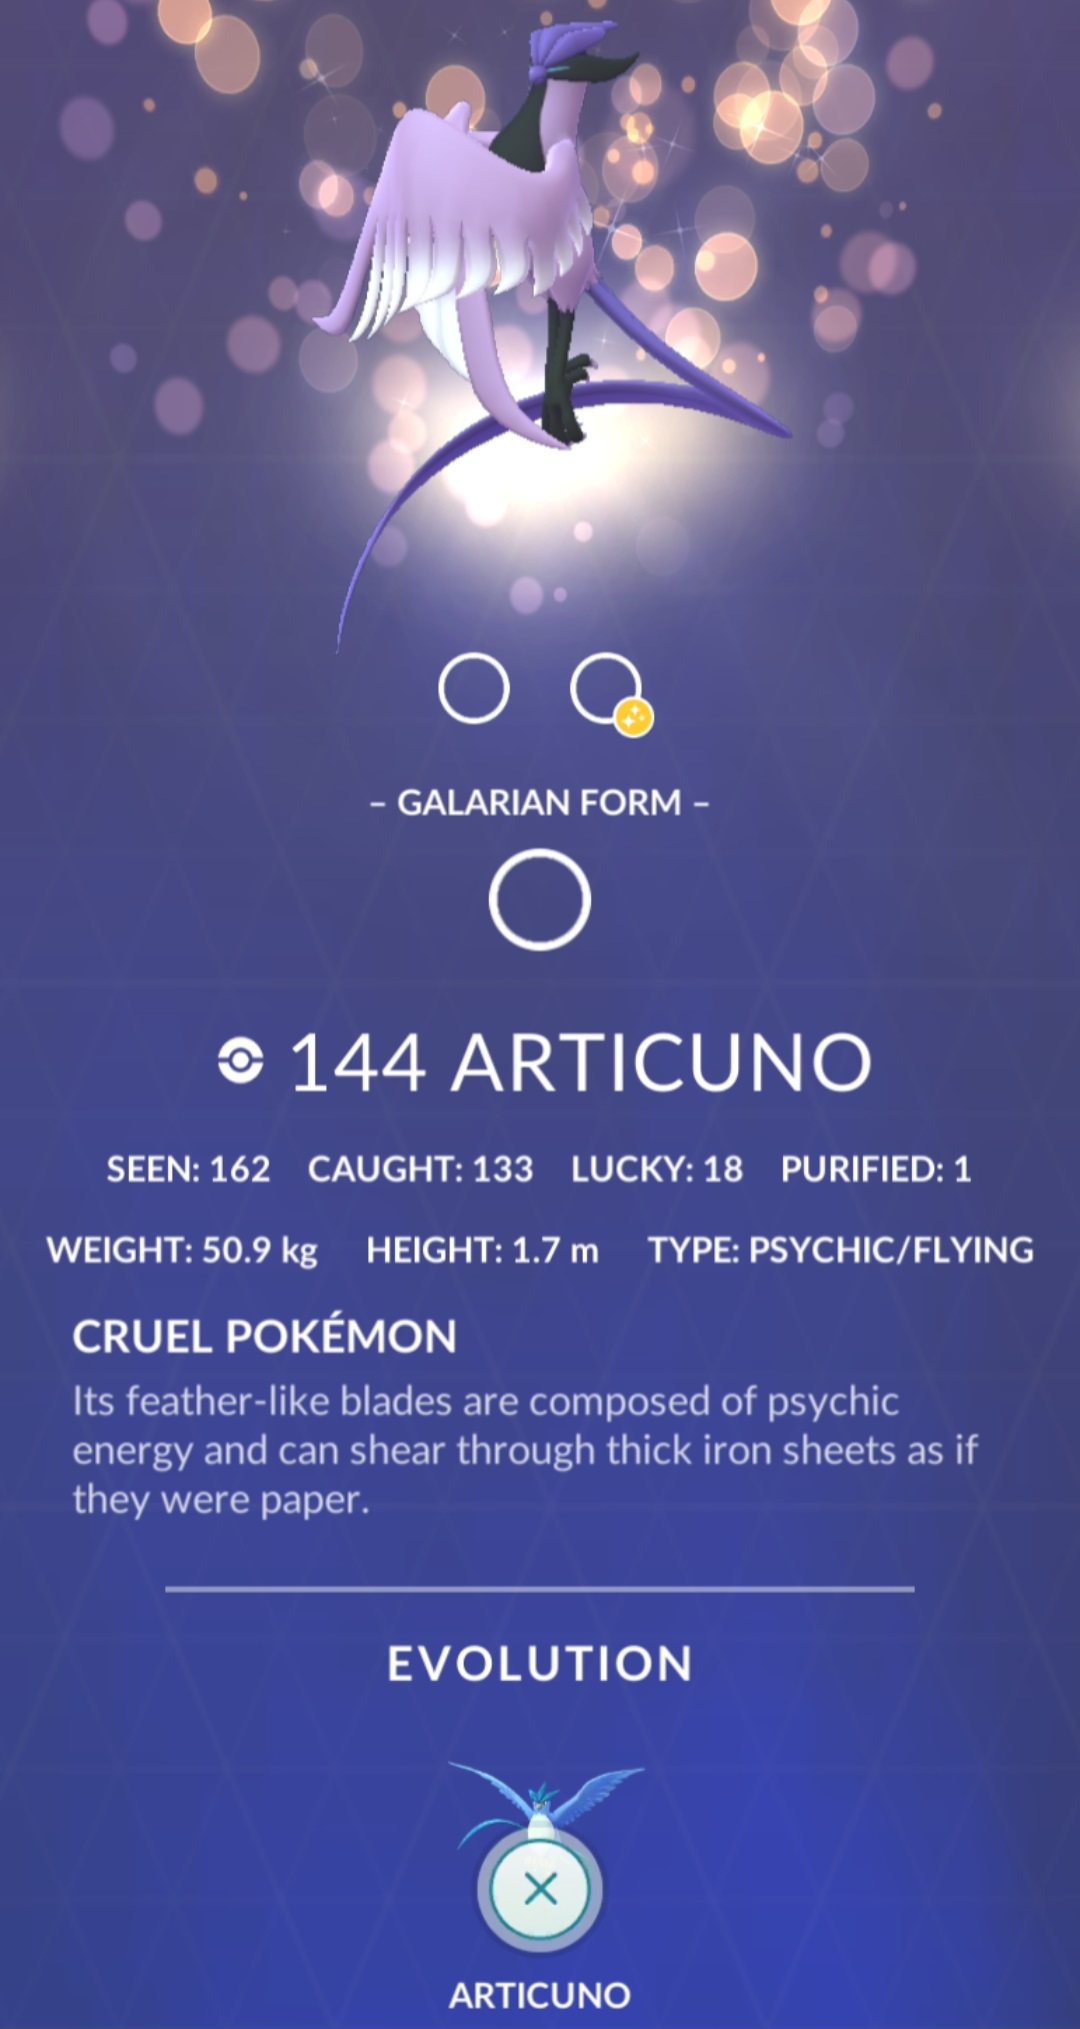 – GALARIAN FORM –
144 ARTICUNO
SEEN: 162 CAUGHT: 133 LUCKY: 18 PURIFIED: 1
WEIGHT: 50.9 kg HEIGHT: 1.7 m TYPE: PSYCHIC/FLYING
CRUEL POKÉMON
Its feather-like blades are composed of psychic
energy and can shear through thick iron sheets as if
they were paper.
EVOLUTION
ARTICUNO